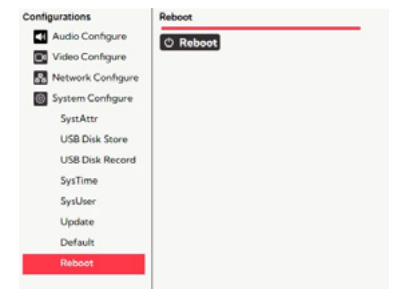 Configurations
Audio Configure
Video Configure
Network Configure
System Configure
SystAttr
USB Disk Store
USB Disk Record
SysTime
SysUser
Update
Default
Reboot
Reboot
Reboot